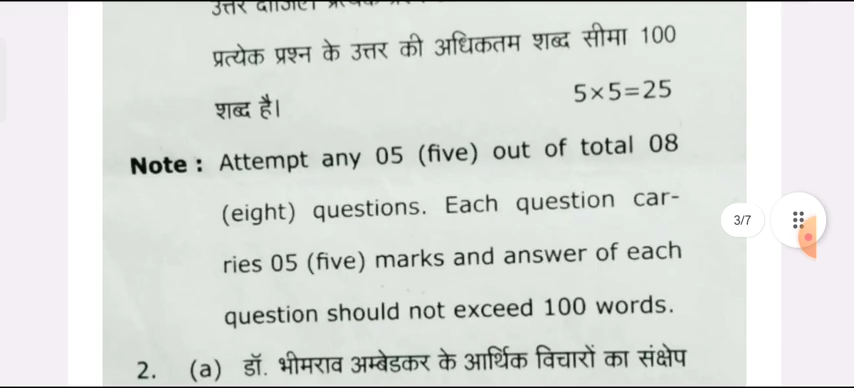 प्रत्येक प्रश्न के उत्तर की अधिकतम शब्द सीमा 100
शब्द है।
5×5=25
Note : Attempt any 05 (five) out of total 08
(eight) questions. Each question car-
ries 05 (five) marks and answer of each
question should not exceed 100 words.
2. (a) डॉ. भीमराव अम्बेडकर के आर्थिक विचारों का संक्षेप
3/7